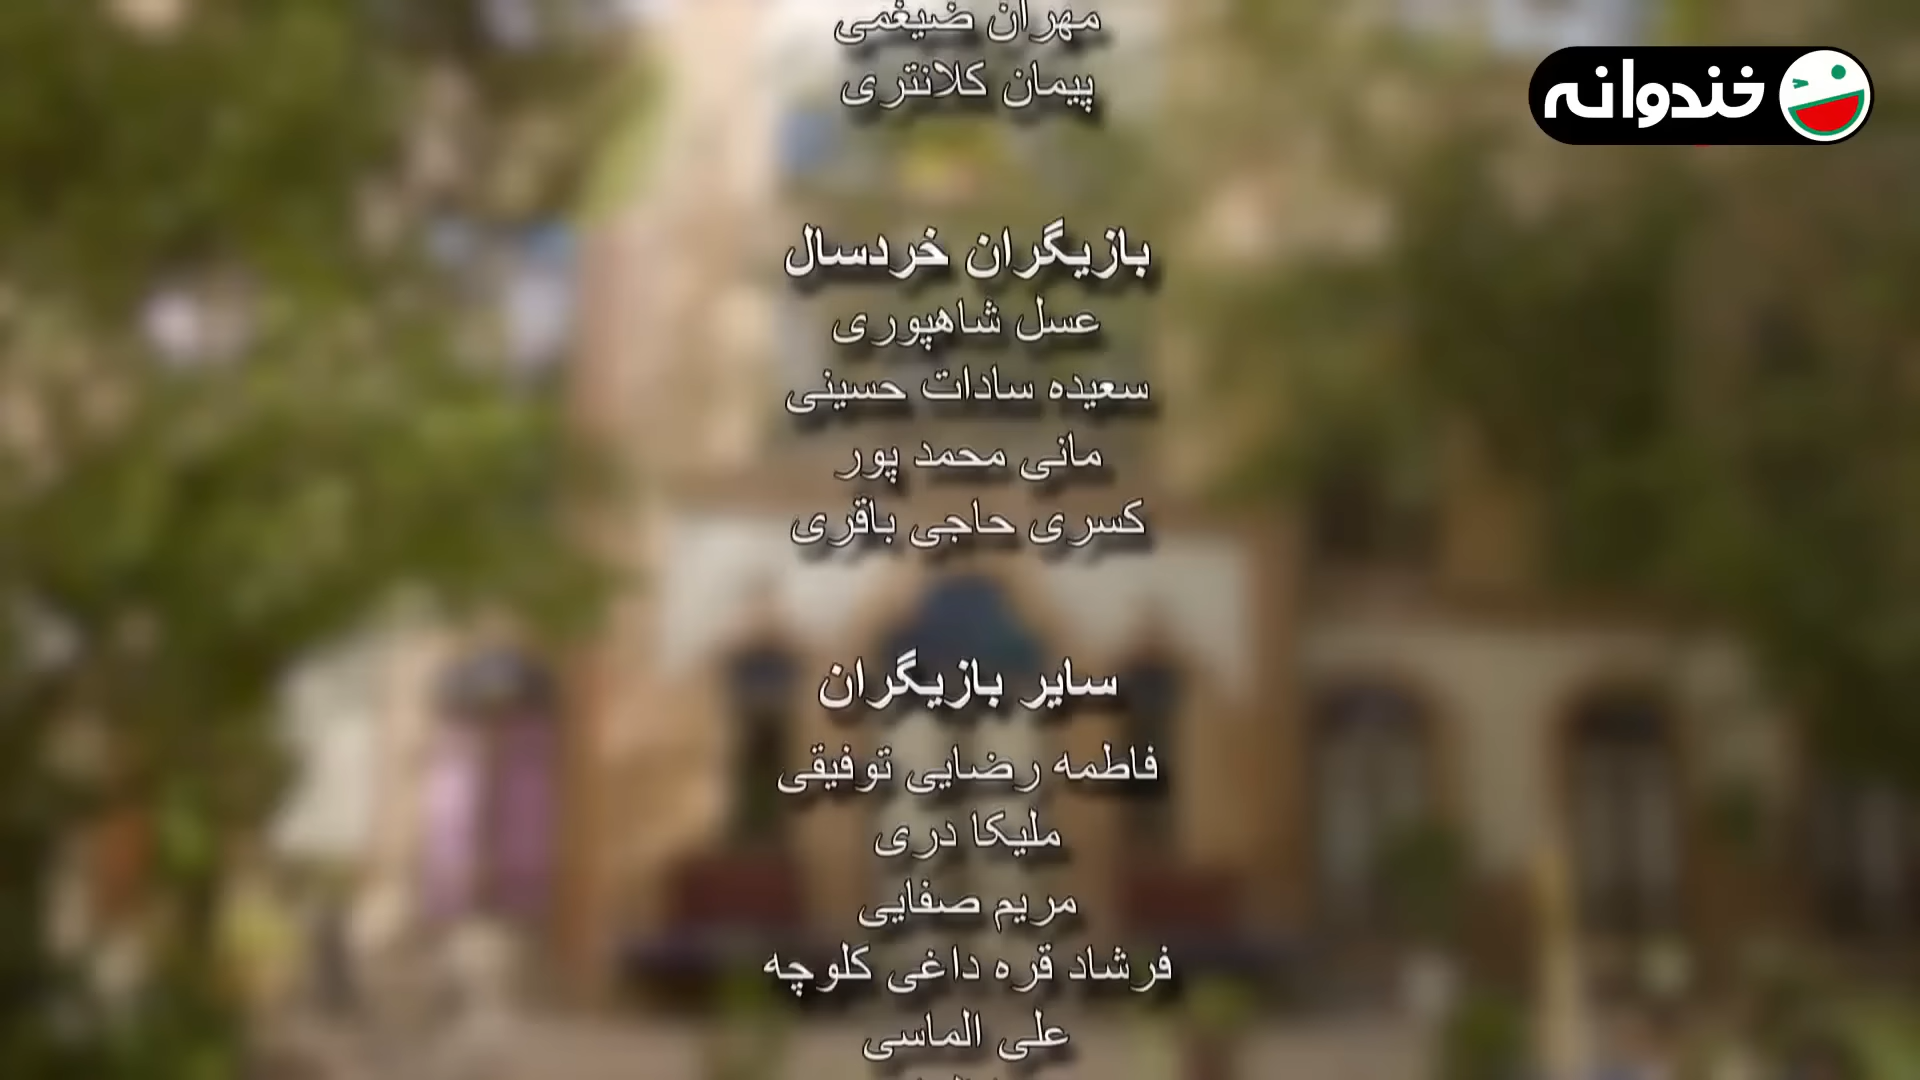 مهران ضیغمی
پیمان کلانتری
خندوانه
بازیگران خردسال
عسل شاهپوری
سعیده سادات حسینی
مانی محمد پور
کسری حاجی باقری
سایر بازیگران
فاطمه رضایی توفیقی
ملیکا دری
مریم صفایی
فرشاد قره داغی کلوچه
علی الماسی